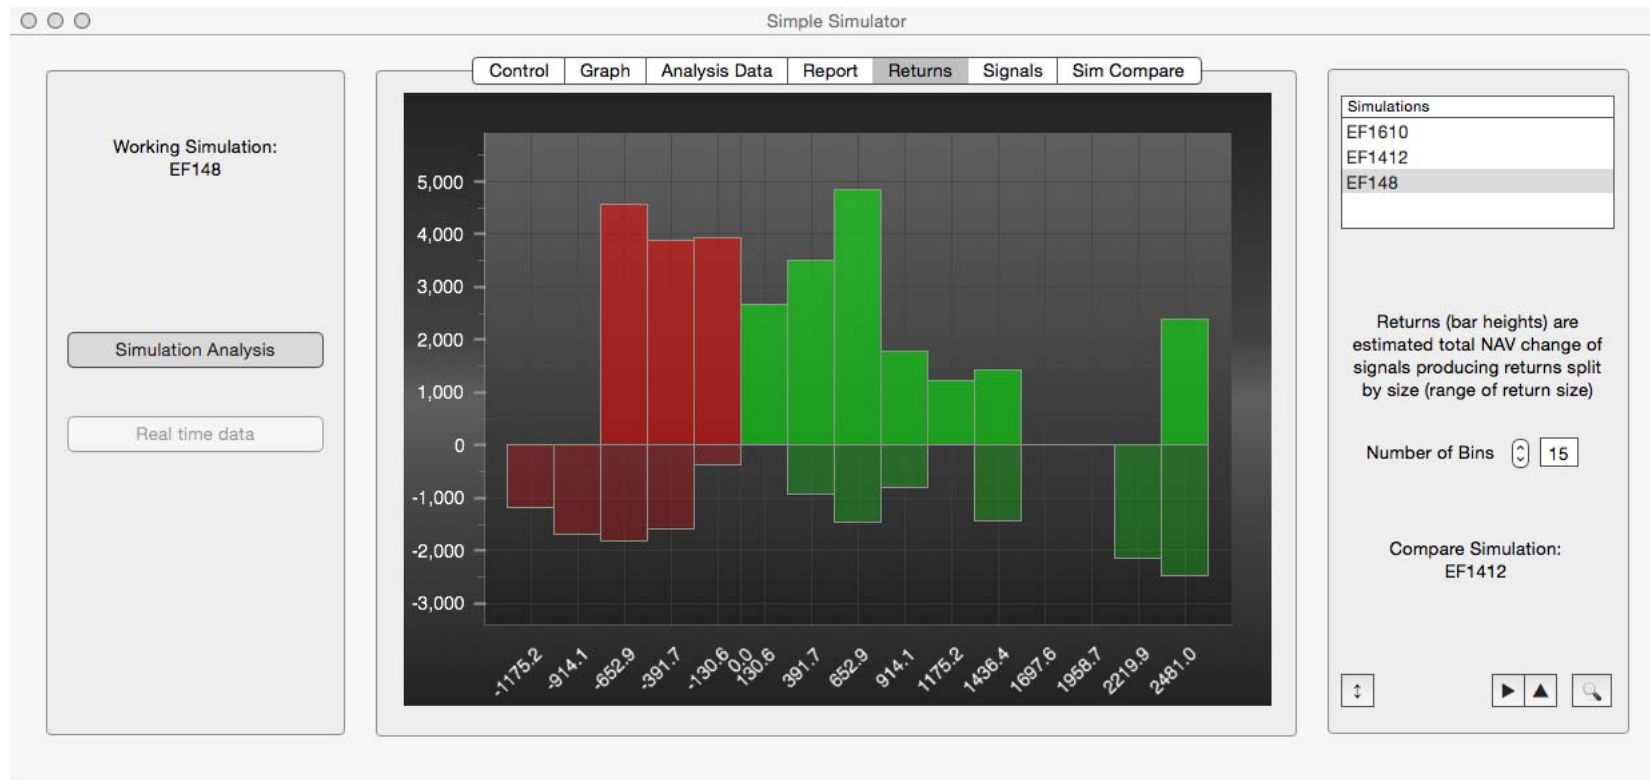 Simple Simulator
Working Simulation:
EF148
Simulation Analysis
Real time data
Control Graph Analysis Data Report Returns Signals Sim Compare
5,000
4,000
3,000
2,000
1,000
0
-1,000
-2,000
-3,000
-1175.2 -914.1 -652.9 -391.7 -130.6 0.0 130.6 391.7 652.9 914.1 1175.2 1436.4 1697.6 1958.7 2219.9 2481.0
Simulations
EF1610
EF1412
EF148
Returns (bar heights) are
estimated total NAV change of
signals producing returns split
by size (range of return size)
Number of Bins 15
Compare Simulation:
EF1412